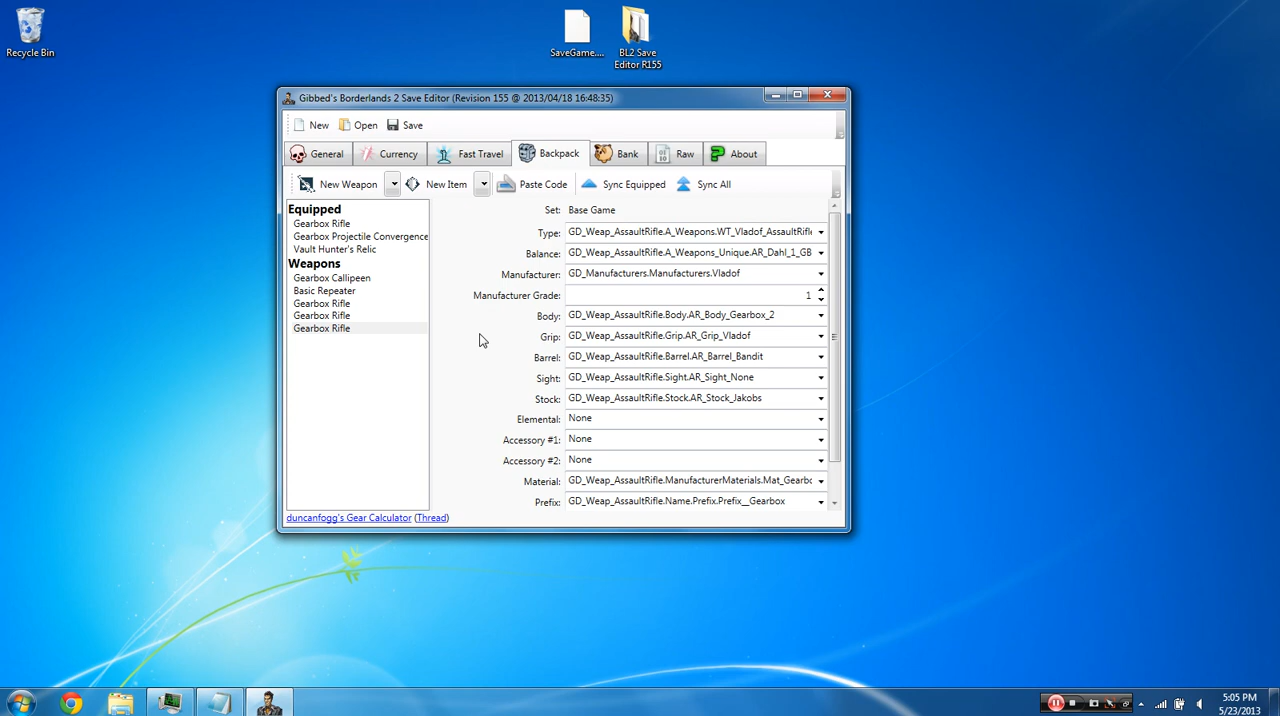 Recycle Bin
SaveGame....
BL2 Save
Editor R155
Gibbed's Borderlands 2 Save Editor (Revision 155 @ 2013/04/18 16:48:35)
New Open Save
General Currency Fast Travel Backpack Bank Raw About
New Weapon New Item Paste Code Sync Equipped Sync All
Equipped
Gearbox Rifle
Gearbox Projectile Convergence
Vault Hunter's Relic
Weapons
Gearbox Callipeen
Basic Repeater
Gearbox Rifle
Gearbox Rifle
Gearbox Rifle
Set: Base Game
Type: GD_Weap_AssaultRifle.A_Weapons.WT_Vladof_AssaultRifle
Balance: GD_Weap_AssaultRifle.A_Weapons_Unique.AR_Dahl_1_GB
Manufacturer: GD_Manufacturers.Manufacturers.Vladof
Manufacturer Grade: 1
Body: GD_Weap_AssaultRifle.Body.AR_Body_Gearbox_2
Grip: GD_Weap_AssaultRifle.Grip.AR_Grip_Vladof
Barrel: GD_Weap_AssaultRifle.Barrel.AR_Barrel_Bandit
Sight: GD_Weap_AssaultRifle.Sight.AR_Sight_None
Stock: GD_Weap_AssaultRifle.Stock.AR_Stock_Jakobs
Elemental: None
Accessory #1: None
Accessory #2: None
Material: GD_Weap_AssaultRifle.ManufacturerMaterials.Mat_Gearbo
Prefix: GD_Weap_AssaultRifle.Name.Prefix.Prefix__Gearbox
duncanfogg's Gear Calculator (Thread)
5:05 PM
5/23/2013